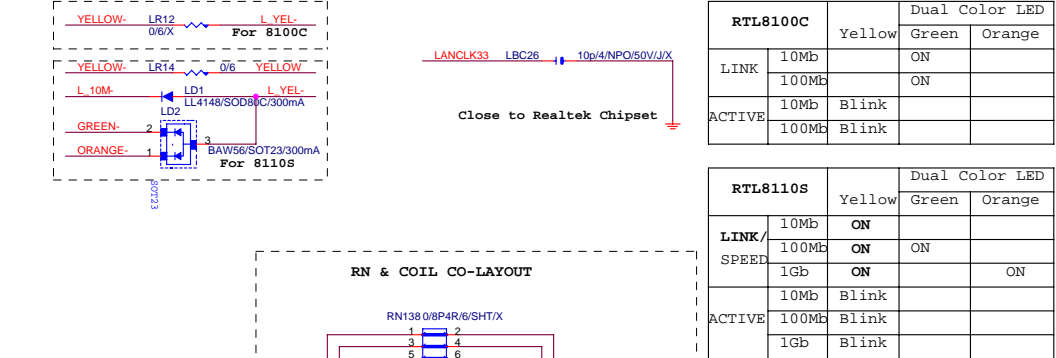 YELLOW- LR12 L_YEL-
0/6/X For 8100C
YELLOW- LR14 0/6 YELLOW
L_10M- LD1 L_YEL-
LL4148/SOD80C/300mA
LD2
GREEN- 2
3
ORANGE- 1 BAW56/SOT23/300mA
For 8110S
SOT23
LANCLK33 LBC26 10p/4/NPO/50V/J/X
Close to Realtek Chipset
RN & COIL CO-LAYOUT
RN138 0/8P4R/6/SHT/X
1 2
3 4
5 6
RTL8100C Dual Color LED
Yellow Green Orange
LINK 10Mb ON
100Mb ON
ACTIVE 10Mb Blink
100Mb Blink
RTL8110S Dual Color LED
Yellow Green Orange
LINK/ SPEED 10Mb ON
100Mb ON ON
1Gb ON ON
ACTIVE 10Mb Blink
100Mb Blink
1Gb Blink